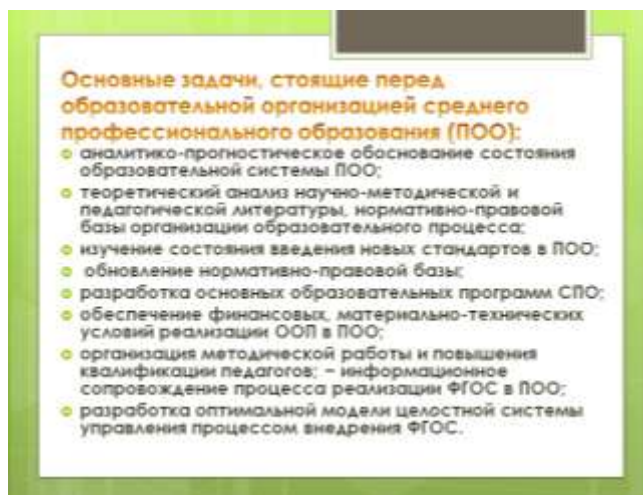 Основные задачи, стоящие перед
образовательной организацией среднего
профессионального образования (ПОО):
аналитико-прогностическое обоснование состояния
образовательной системы ПОО;
теоретический анализ научно-методической и
педагогической литературы, нормативно-правовой
базы организации образовательного процесса;
изучение состояния введения новых стандартов в ПОО;
обновление нормативно-правовой базы;
разработка основных образовательных программ СПО;
обеспечение финансовых, материально-технических
условий реализации ООП в ПОО;
организация методической работы и повышения
квалификации педагогов; – информационное
сопровождение процесса реализации ФГОС в ПОО;
разработка оптимальной модели целостной системы
управления процессом внедрения ФГОС.